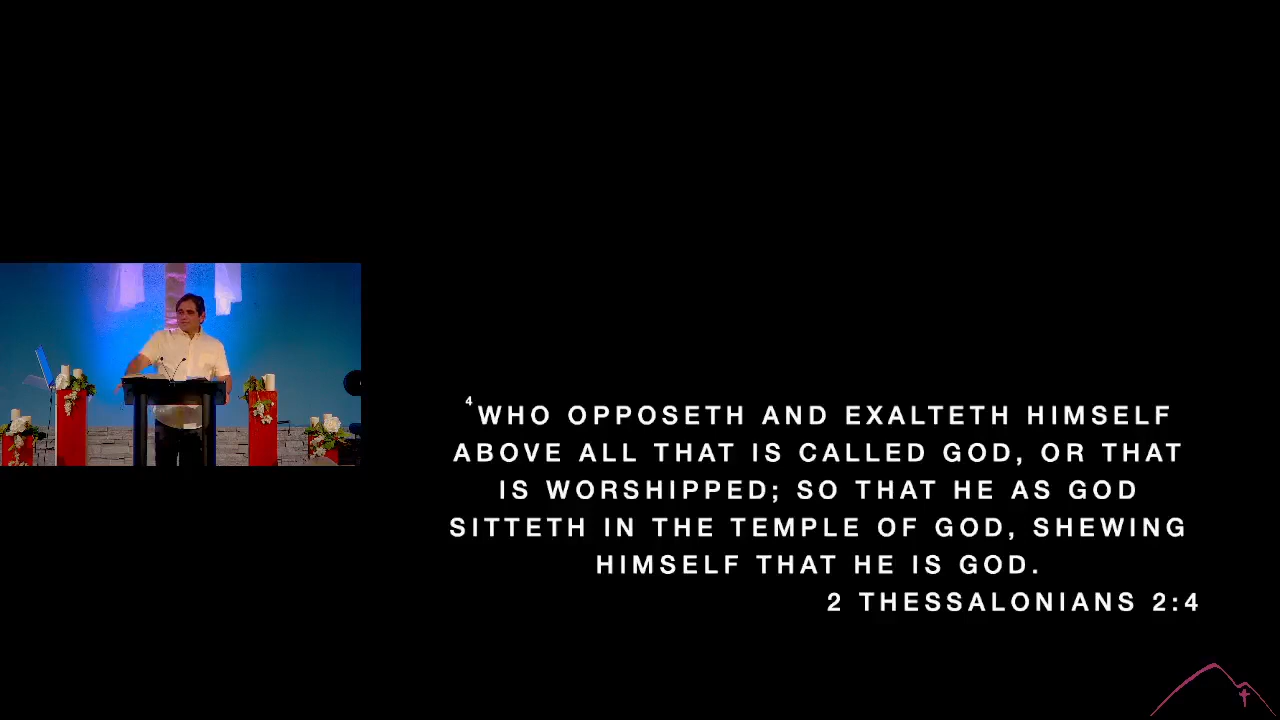 ⁴WHO OPPOSETH AND EXALTETH HIMSELF
ABOVE ALL THAT IS CALLED GOD, OR THAT
IS WORSHIPPED; SO THAT HE AS GOD
SITTETH IN THE TEMPLE OF GOD, SHEWING
HIMSELF THAT HE IS GOD.
2 THESSALONIANS 2:4